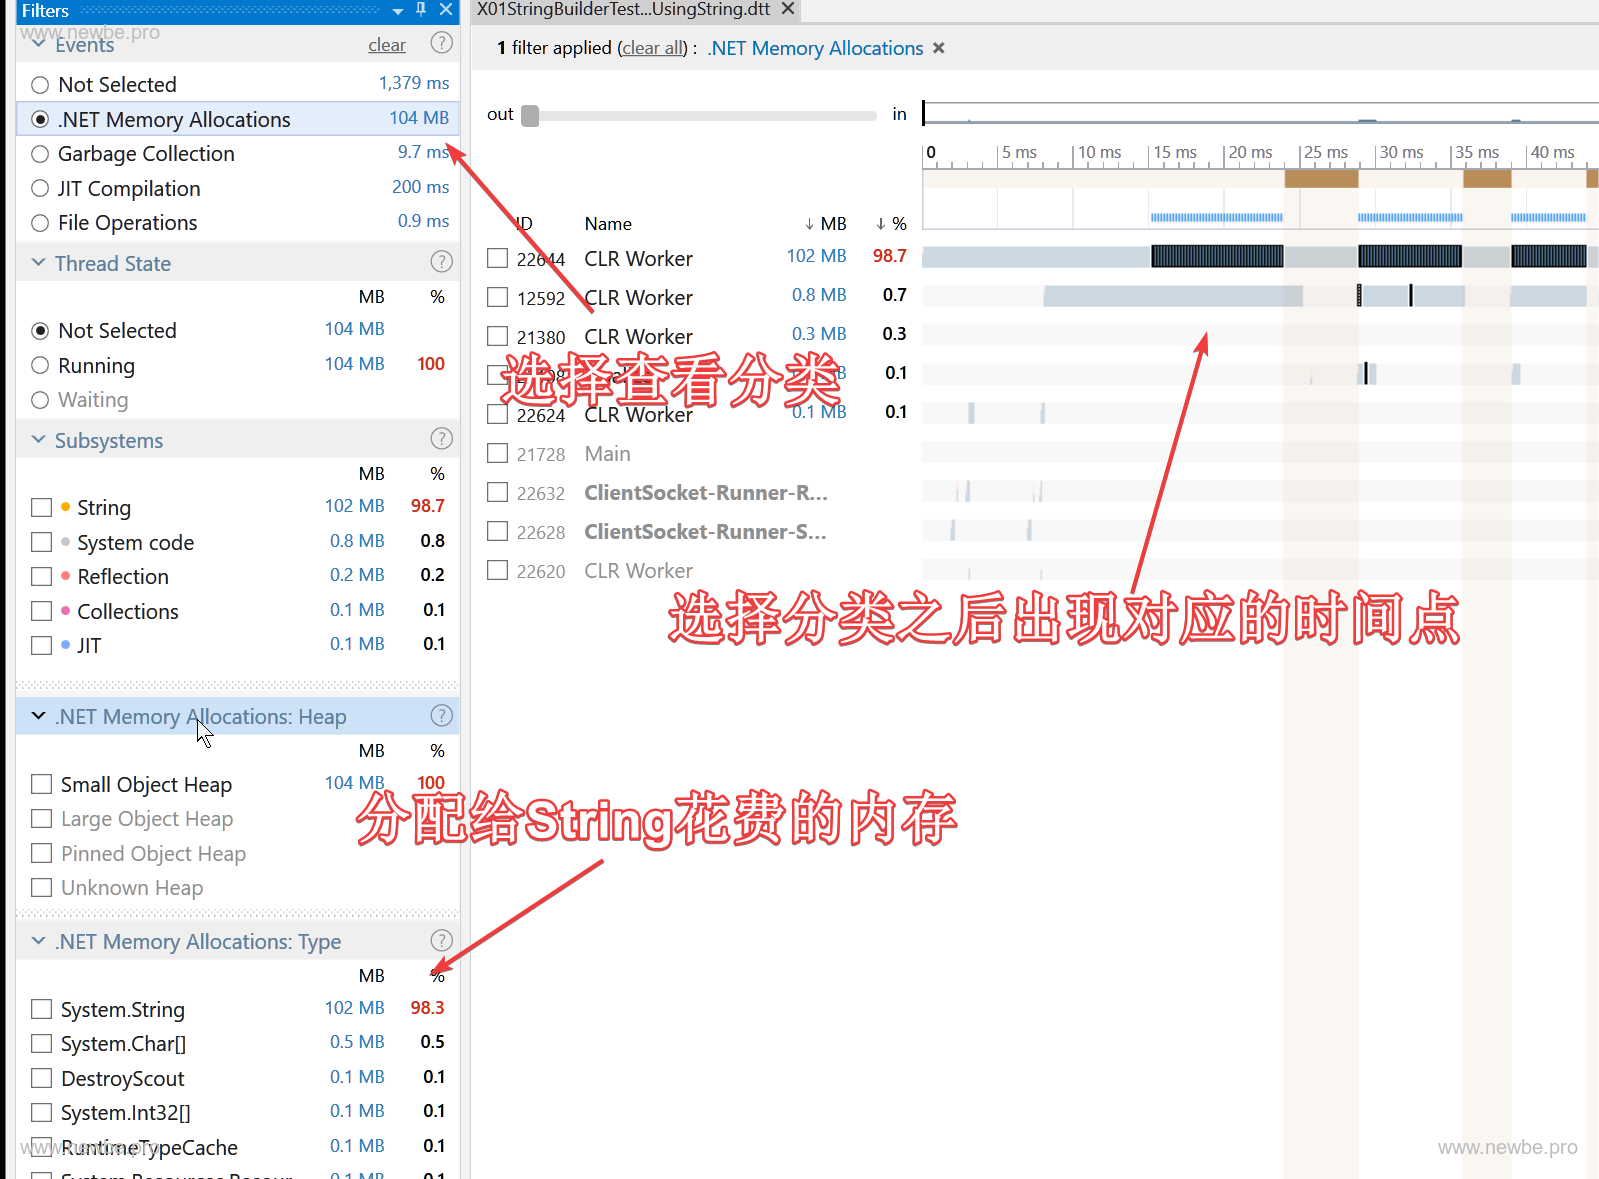 Filters
www.newbe.pro
Events clear ?
Not Selected 1,379 ms
.NET Memory Allocations 104 MB
Garbage Collection 9.7 ms
JIT Compilation 200 ms
File Operations 0.9 ms
Thread State ?
MB %
Not Selected 104 MB
Running 104 MB 100
Waiting
Subsystems ?
MB %
String 102 MB 98.7
System code 0.8 MB 0.8
Reflection 0.2 MB 0.2
Collections 0.1 MB 0.1
JIT 0.1 MB 0.1
.NET Memory Allocations: Heap ?
MB %
Small Object Heap 104 MB 100
Large Object Heap
Pinned Object Heap
Unknown Heap
.NET Memory Allocations: Type ?
MB %
System.String 102 MB 98.3
System.Char[] 0.5 MB 0.5
DestroyScout 0.1 MB 0.1
System.Int32[] 0.1 MB 0.1
RuntimeTypeCache 0.1 MB 0.1
www.newbe.pro
0.1 MB 0.1
X01StringBuilderTest...UsingString.dtt
1 filter applied (clear all) : .NET Memory Allocations
out in
0 5 ms 10 ms 15 ms 20 ms 25 ms 30 ms 35 ms 40 ms
ID Name ↓ MB ↓ %
22644 CLR Worker 102 MB 98.7
12592 CLR Worker 0.8 MB 0.7
21380 CLR Worker 0.3 MB 0.3
0.1
22624 CLR Worker 0.1 MB 0.1
21728 Main
22632 ClientSocket-Runner-R...
22628 ClientSocket-Runner-S...
22620 CLR Worker
选择查看分类
选择分类之后出现对应的时间点
分配给String花费的内存
www.newbe.pro